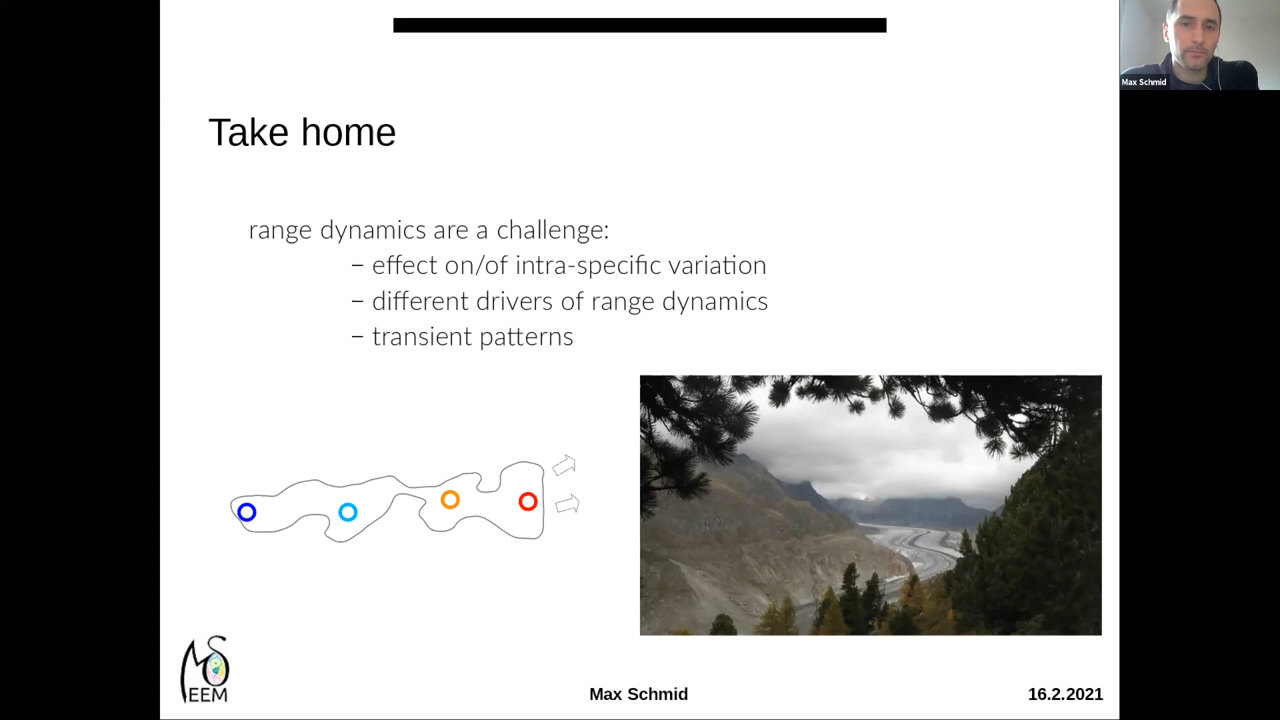 Max Schmid
Take home
range dynamics are a challenge:
– effect on/of intra-specific variation
– different drivers of range dynamics
– transient patterns
EEM
Max Schmid
16.2.2021